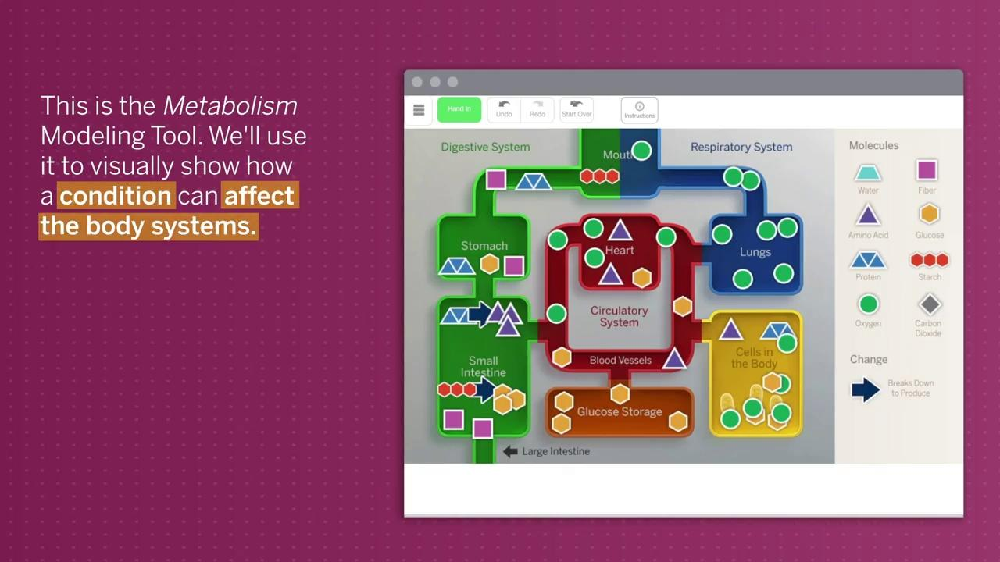 This is the Metabolism
Modeling Tool. We'll use
it to visually show how
a condition can affect
the body systems.
Hand In
Undo
Redo
Start Over
Instructions
Digestive System
Mouth
Respiratory System
Stomach
Heart
Lungs
Circulatory
System
Small
Intestine
Blood Vessels
Cells in
the Body
Glucose Storage
Large Intestine
Molecules
Water
Fiber
Amino Acid
Glucose
Protein
Starch
Oxygen
Carbon
Dioxide
Change
Breaks Down
to Produce